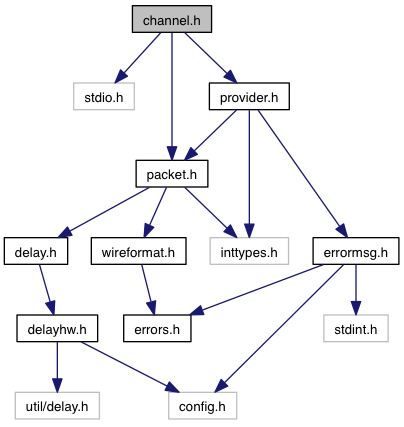 channel.h
stdio.h
provider.h
packet.h
delay.h
wireformat.h
inttypes.h
errormsg.h
delayhw.h
errors.h
stdint.h
util/delay.h
config.h